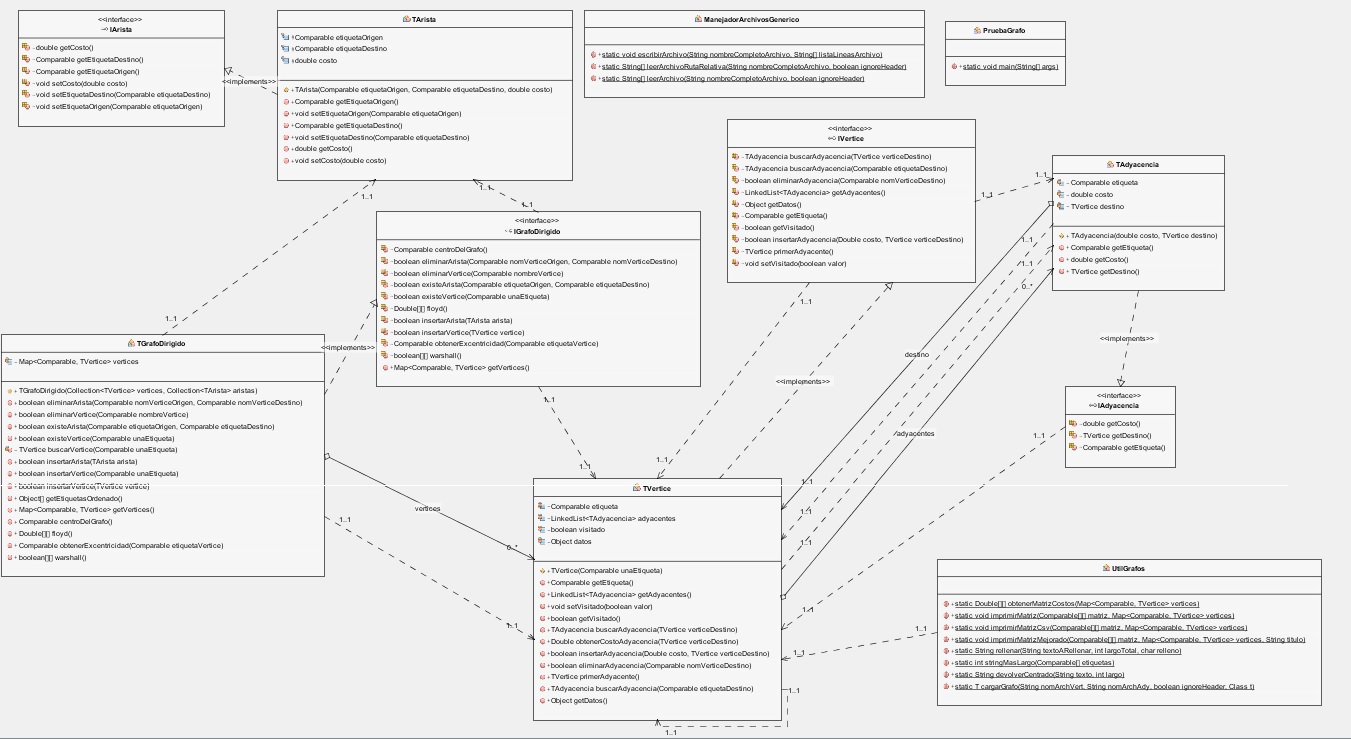 <<interface>>
IArista
-double getCosto()
-Comparable getEtiquetaDestino()
-Comparable getEtiquetaOrigen()
-void setCosto(double costo)
-void setEtiquetaDestino(Comparable etiquetaDestino)
-void setEtiquetaOrigen(Comparable etiquetaOrigen)
<<implements>>
TArista
#Comparable etiquetaOrigen
#Comparable etiquetaDestino
#double costo
+TArista(Comparable etiquetaOrigen, Comparable etiquetaDestino, double costo)
+Comparable getEtiquetaOrigen()
+void setEtiquetaOrigen(Comparable etiquetaOrigen)
+Comparable getEtiquetaDestino()
+void setEtiquetaDestino(Comparable etiquetaDestino)
+double getCosto()
+void setCosto(double costo)
ManejadorArchivosGenerico
+static void escribirArchivo(String nombreCompletoArchivo, String[] listaLineasArchivo)
+static String[] leerArchivoRutaRelativa(String nombreCompletoArchivo, boolean ignoreHeader)
+static String[] leerArchivo(String nombreCompletoArchivo, boolean ignoreHeader)
PruebaGrafo
+static void main(String[] args)
<<interface>>
IVertice
-TAdyacencia buscarAdyacencia(TVertice verticeDestino)
-TAdyacencia buscarAdyacencia(Comparable etiquetaDestino)
-boolean eliminarAdyacencia(Comparable nomVerticeDestino)
-LinkedList<TAdyacencia> getAdyacentes()
-Object getDatos()
-Comparable getEtiqueta()
-boolean getVisitado()
-boolean insertarAdyacencia(Double costo, TVertice verticeDestino)
-TVertice primerAdyacente()
-void setVisitado(boolean valor)
TAdyacencia
-Comparable etiqueta
-double costo
-TVertice destino
+TAdyacencia(double costo, TVertice destino)
+Comparable getEtiqueta()
+double getCosto()
+TVertice getDestino()
1..1
1..1
1..1
1..1
1..1
<<interface>>
IGrafoDirigido
-Comparable centroDelGrafo()
-boolean eliminarArista(Comparable nomVerticeOrigen, Comparable nomVerticeDestino)
-boolean eliminarVertice(Comparable nombreVertice)
-boolean existeArista(Comparable etiquetaOrigen, Comparable etiquetaDestino)
-boolean existeVertice(Comparable unaEtiqueta)
-Double[][] floyd()
-boolean insertarArista(TArista arista)
-boolean insertarVertice(TVertice vertice)
-Comparable obtenerExcentricidad(Comparable etiquetaVertice)
-boolean[][] warshall()
+Map<Comparable, TVertice> getVertices()
1..1
1..1
0..*
1..1
1..1
<<implements>>
<<implements>>
destino
<<implements>>
adyacentes
TGrafoDirigido
-Map<Comparable, TVertice> vertices
+TGrafoDirigido(Collection<TVertice> vertices, Collection<TArista> aristas)
+boolean eliminarArista(Comparable nomVerticeOrigen, Comparable nomVerticeDestino)
+boolean eliminarVertice(Comparable nombreVertice)
+boolean existeArista(Comparable etiquetaOrigen, Comparable etiquetaDestino)
+boolean existeVertice(Comparable unaEtiqueta)
-TVertice buscarVertice(Comparable unaEtiqueta)
+boolean insertarArista(TArista arista)
+boolean insertarVertice(Comparable unaEtiqueta)
+boolean insertarVertice(TVertice vertice)
+Object[] getEtiquetasOrdenado()
+Map<Comparable, TVertice> getVertices()
+Comparable centroDelGrafo()
+Double[][] floyd()
+Comparable obtenerExcentricidad(Comparable etiquetaVertice)
+boolean[][] warshall()
<<interface>>
IAdyacencia
-double getCosto()
-TVertice getDestino()
-Comparable getEtiqueta()
1..1
1..1
1..1
1..1
vertices
0..*
1..1
1..1
TVertice
-Comparable etiqueta
-LinkedList<TAdyacencia> adyacentes
-boolean visitado
-Object datos
+TVertice(Comparable unaEtiqueta)
+Comparable getEtiqueta()
+LinkedList<TAdyacencia> getAdyacentes()
+void setVisitado(boolean valor)
+boolean getVisitado()
+TAdyacencia buscarAdyacencia(TVertice verticeDestino)
+Double obtenerCostoAdyacencia(TVertice verticeDestino)
+boolean insertarAdyacencia(Double costo, TVertice verticeDestino)
+boolean eliminarAdyacencia(Comparable nomVerticeDestino)
+TVertice primerAdyacente()
+TAdyacencia buscarAdyacencia(Comparable etiquetaDestino)
+Object getDatos()
1..1
1..1
1..1
1..1
1..1
1..1
1..1
UtilGrafos
+static Double[][] obtenerMatrizCostos(Map<Comparable, TVertice> vertices)
+static void imprimirMatriz(Comparable[][] matriz, Map<Comparable, TVertice> vertices)
+static void imprimirMatrizCsv(Comparable[][] matriz, Map<Comparable, TVertice> vertices)
+static void imprimirMatrizMejorado(Comparable[][] matriz, Map<Comparable, TVertice> vertices, String titulo)
+static String rellenar(String textoARellenar, int largoTotal, char relleno)
+static int stringMasLargo(Comparable[] etiquetas)
+static String devolverCentrado(String texto, int largo)
+static T cargarGrafo(String nomArchVert, String nomArchAdy, boolean ignoreHeader, Class t)
1..1